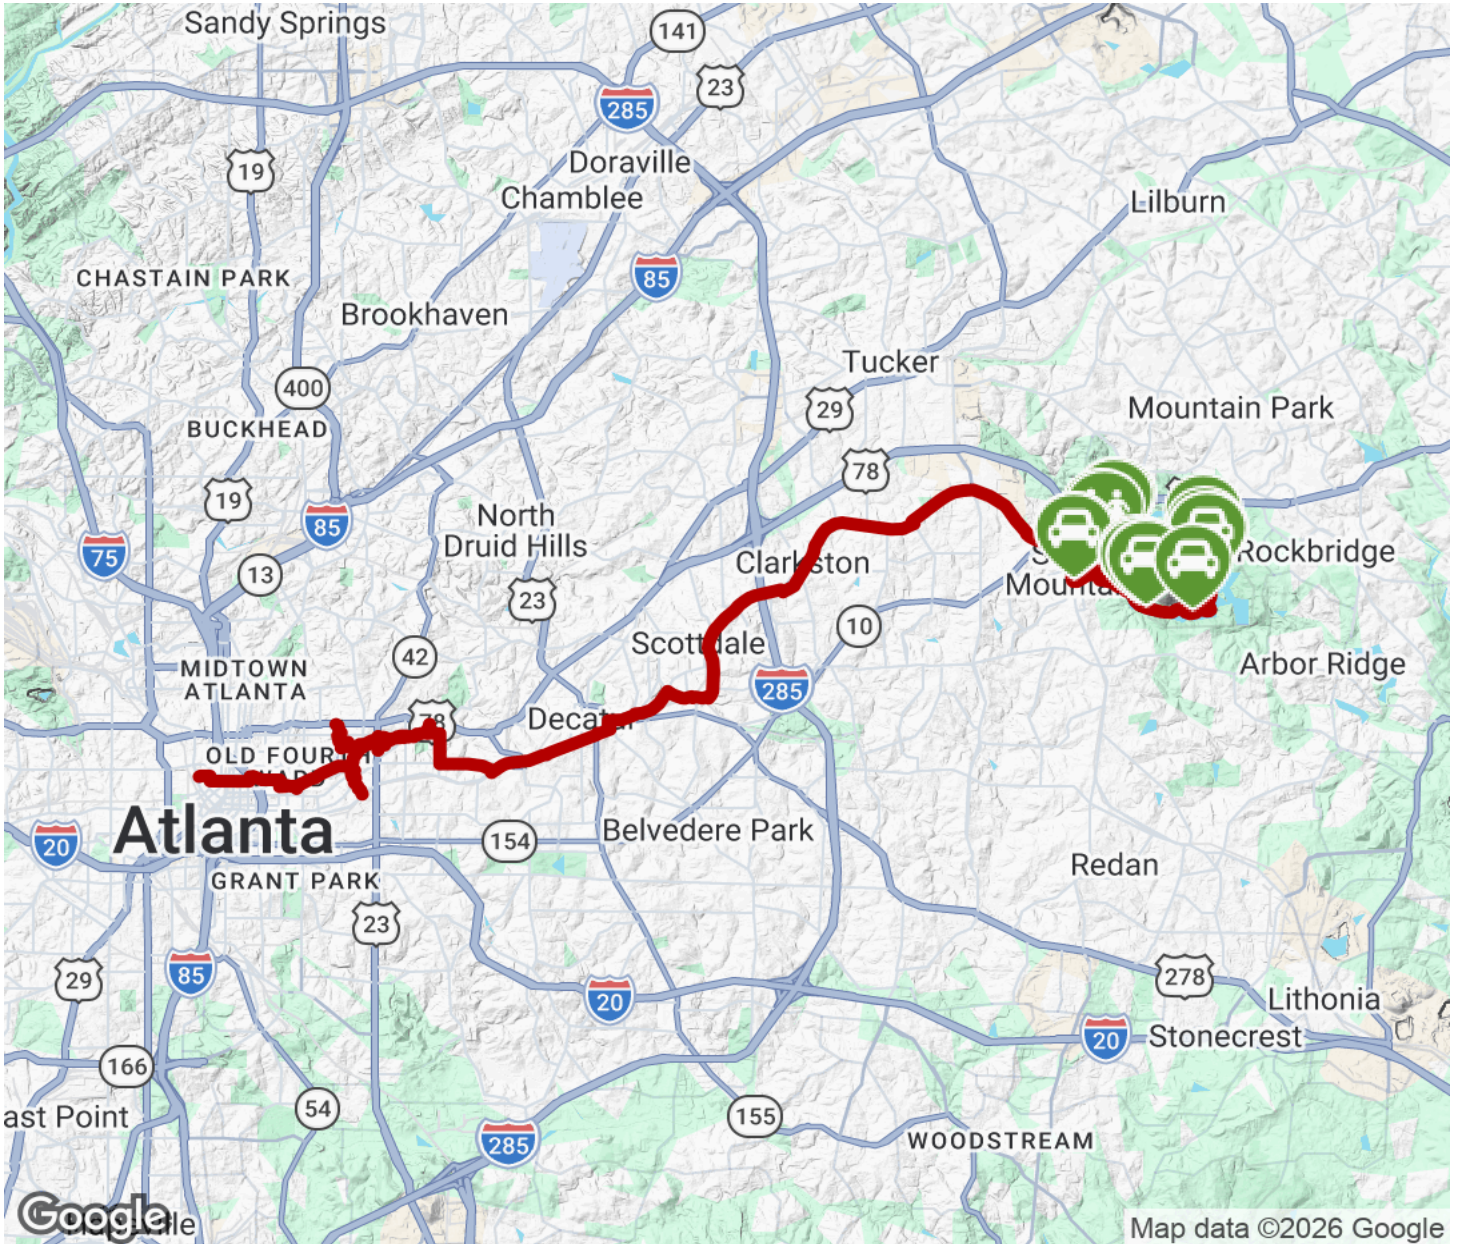 Sandy Springs
141
23
285
Doraville
19
Chamblee
Lilburn
85
CHASTAIN PARK
Brookhaven
Tucker
400
29
Mountain Park
BUCKHEAD
78
19
85
North
Druid Hills
75
Rockbridge
13
Clarkston
23
10
Scottdale
42
Arbor Ridge
MIDTOWN
ATLANTA
285
Decatur
78
OLD FOURTH
WARD
Atlanta
Belvedere Park
20
154
Redan
GRANT PARK
23
29
85
278
20
Lithonia
20
Stonecrest
166
54
ast Point
155
285
WOODSTREAM
Google
Map data ©2026 Google